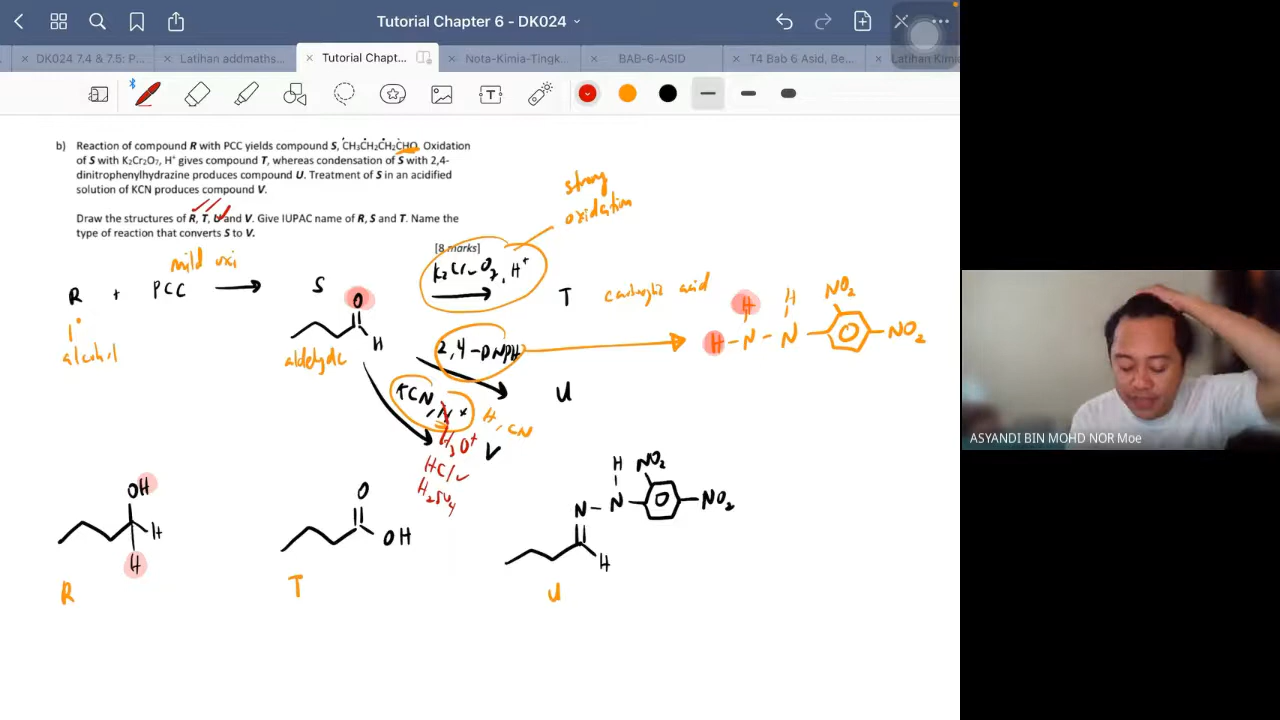 Tutorial Chapter 6 - DK024
DK024 7.4 & 7.5: P...
Latihan addmaths...
Tutorial Chapt...
Nota-Kimia-Tingk...
BAB-6-ASID
T4 Bab 6 Asid, Be...
Latihan Kimi
b) Reaction of compound R with PCC yields compound S, CH3CH2CH2CHO. Oxidation
of S with K2Cr2O7, H+ gives compound T, whereas condensation of S with 2,4-
dinitrophenylhydrazine produces compound U. Treatment of S in an acidified
solution of KCN produces compound V.
Draw the structures of R, T, U and V. Give IUPAC name of R, S and T. Name the
type of reaction that converts S to V.
[8 marks]
strong
oxidation
mild oxi
R + PCC
S
K2Cr2O7, H+
T
carboxylic acid
1°
alcohol
O
H
aldehyde
2,4-DNPH
H
H
H-N-N
NO2
NO2
U
KCN, H+
H, CN
H3O+
HCl
H2SO4
V
OH
H
H
R
O
OH
T
H
N-N
NO2
NO2
H
U
ASYANDI BIN MOHD NOR Moe